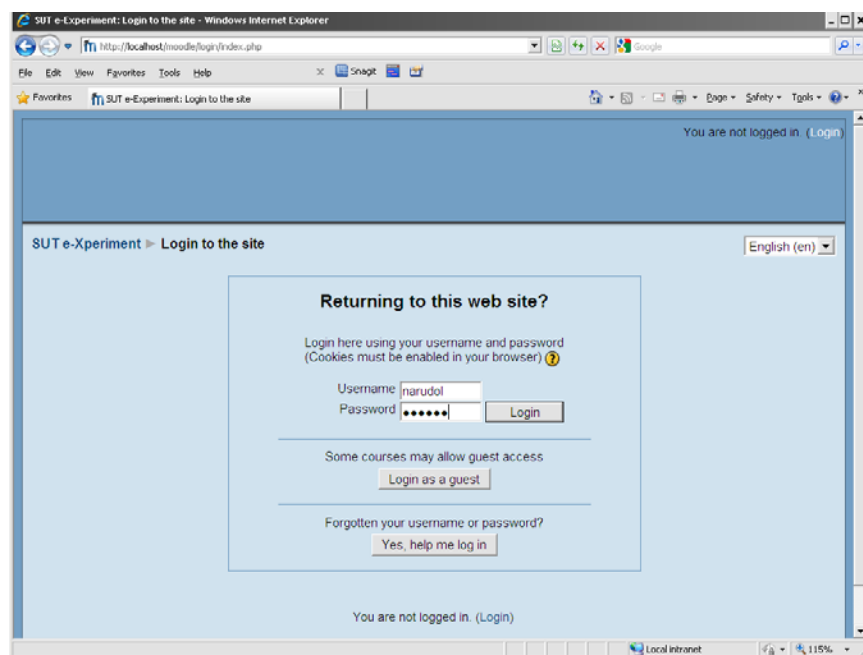 SUT e-Experiment: Login to the site - Windows Internet Explorer
http://localhost/moodle/login/index.php
Google
File Edit View Favorites Tools Help
SnagIt
Favorites
SUT e-Experiment: Login to the site
Page
Safety
Tools
You are not logged in. (Login)
SUT e-Xperiment ► Login to the site
English (en)
Returning to this web site?
Login here using your username and password
(Cookies must be enabled in your browser)
Username narudol
Password ●●●●●●
Login
Some courses may allow guest access
Login as a guest
Forgotten your username or password?
Yes, help me log in
You are not logged in. (Login)
Local intranet
115%